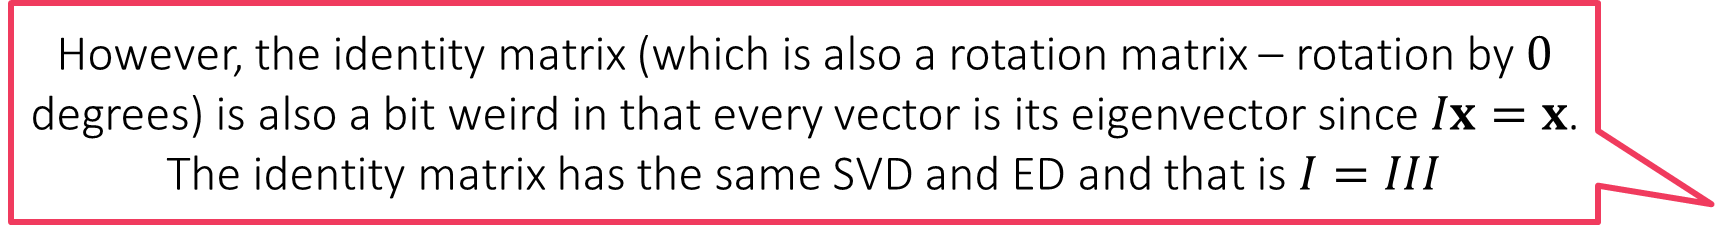 However, the identity matrix (which is also a rotation matrix – rotation by 0
degrees) is also a bit weird in that every vector is its eigenvector since 𝐼𝐱 = 𝐱.
The identity matrix has the same SVD and ED and that is 𝐼 = 𝐼𝐼𝐼